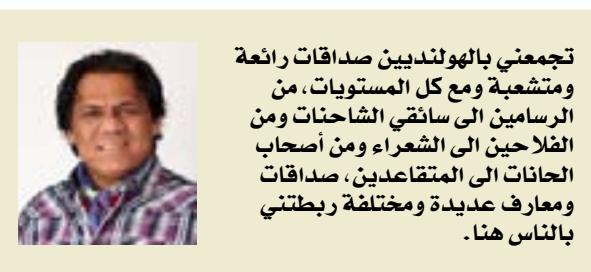 تجمعني بالهولنديين صداقات رائعة
ومتشعبة ومع كل المستويات، من
الرسامين الى سائقي الشاحنات ومن
الفلاحين الى الشعراء ومن أصحاب
الحانات الى المتقاعدين، صداقات
ومعارف عديدة ومختلفة ربطتني
بالناس هنا.